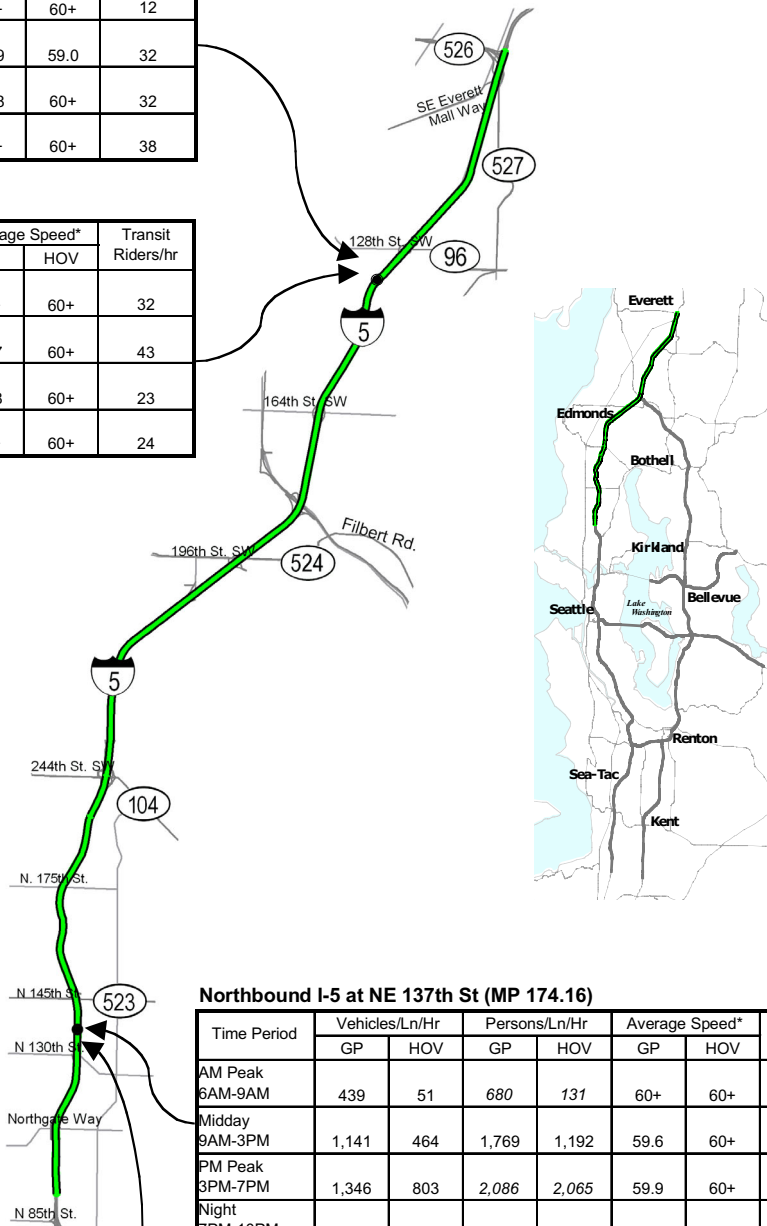 + 60+ 12
9 59.0 32
3 60+ 32
+ 60+ 38
age Speed* Transit
HOV Riders/hr
60+ 32
7 60+ 43
3 60+ 23
60+ 24
526
SE Everett
Mall Way
527
128th St. SW
96
5
164th St. SW
Filbert Rd.
196th St. SW
524
5
244th St. SW
104
N. 175th St.
N 145th St.
523
N 130th St.
Northgate Way
N 85th St.
Everett
Edmonds
Bothell
Kirkland
Bellevue
Seattle
Lake
Washington
Renton
Sea-Tac
Kent
Northbound I-5 at NE 137th St (MP 174.16)
Time Period Vehicles/Ln/Hr Persons/Ln/Hr Average Speed*
GP HOV GP HOV GP HOV
AM Peak
6AM-9AM 439 51 680 131 60+ 60+
Midday
9AM-3PM 1,141 464 1,769 1,192 59.6 60+
PM Peak
3PM-7PM 1,346 803 2,086 2,065 59.9 60+
Night